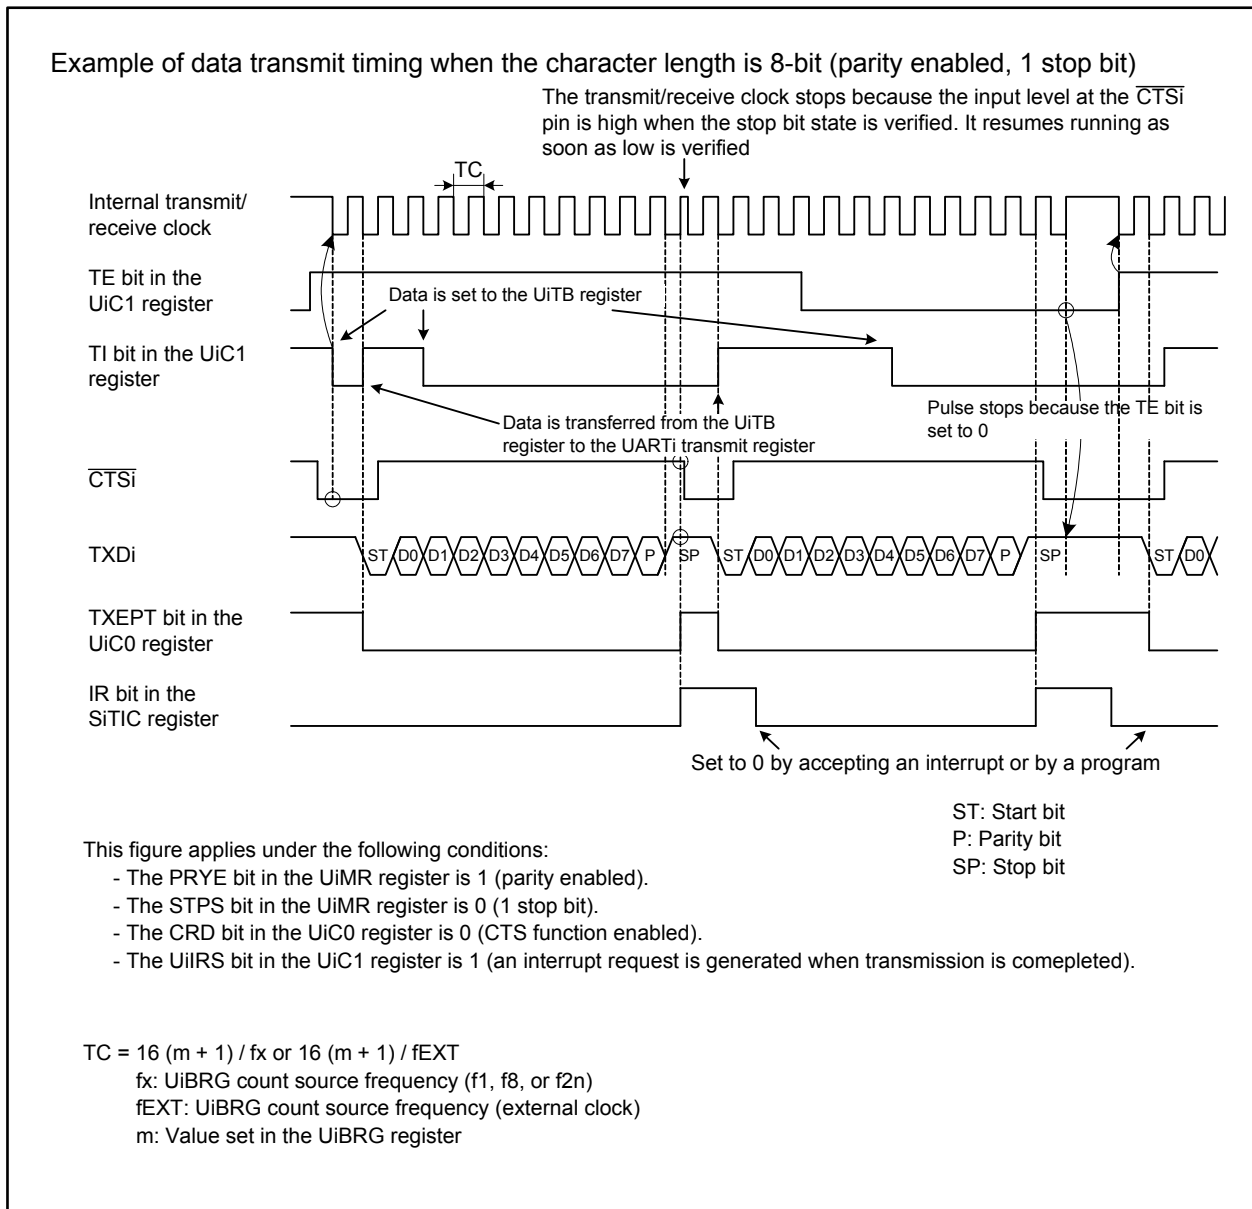 Example of data transmit timing when the character length is 8-bit (parity enabled, 1 stop bit)
The transmit/receive clock stops because the input level at the CTSi
pin is high when the stop bit state is verified. It resumes running as
soon as low is verified
TC
Internal transmit/
receive clock
TE bit in the
UiC1 register
Data is set to the UiTB register
TI bit in the UiC1
register
Pulse stops because the TE bit is
set to 0
Data is transferred from the UiTB
register to the UARTi transmit register
CTSi
TXDi
ST D0 D1 D2 D3 D4 D5 D6 D7 P SP ST D0 D1 D2 D3 D4 D5 D6 D7 P SP ST D0
TXEPT bit in the
UiC0 register
IR bit in the
SiTIC register
Set to 0 by accepting an interrupt or by a program
ST: Start bit
P: Parity bit
SP: Stop bit
This figure applies under the following conditions:
- The PRYE bit in the UiMR register is 1 (parity enabled).
- The STPS bit in the UiMR register is 0 (1 stop bit).
- The CRD bit in the UiC0 register is 0 (CTS function enabled).
- The UiIRS bit in the UiC1 register is 1 (an interrupt request is generated when transmission is comepleted).
TC = 16 (m + 1) / fx or 16 (m + 1) / fEXT
fx: UiBRG count source frequency (f1, f8, or f2n)
fEXT: UiBRG count source frequency (external clock)
m: Value set in the UiBRG register